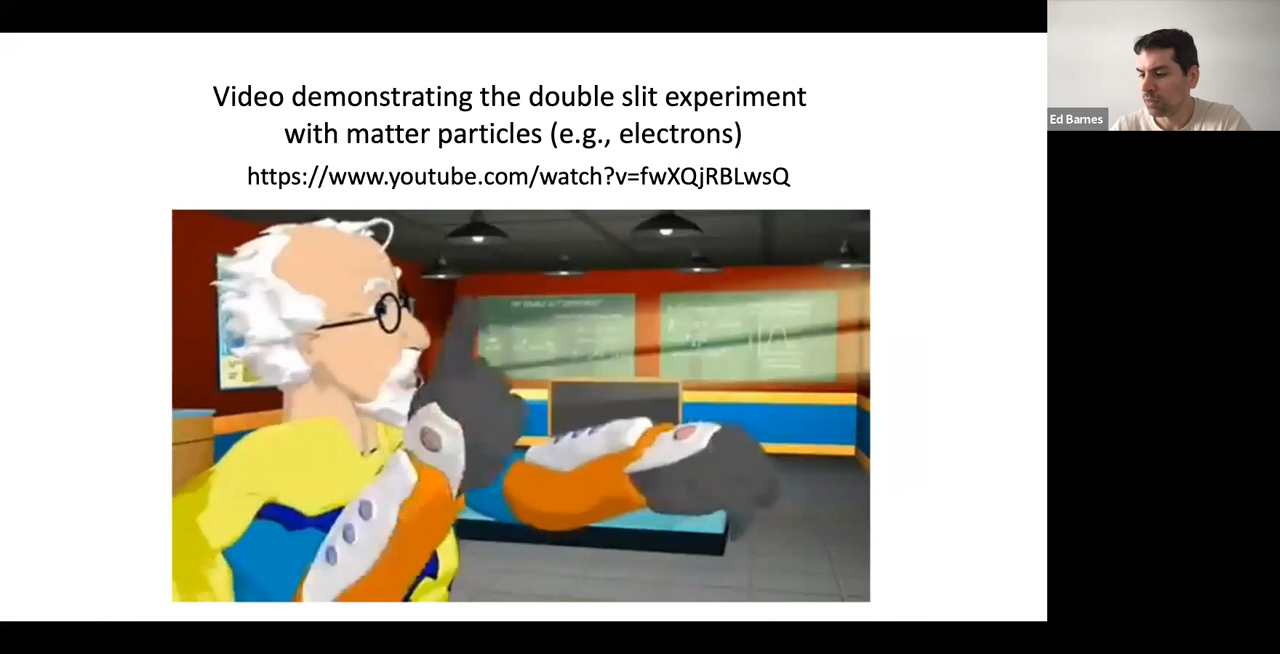 Video demonstrating the double slit experiment
with matter particles (e.g., electrons)
https://www.youtube.com/watch?v=fwXQjRBLwsQ
Ed Barnes